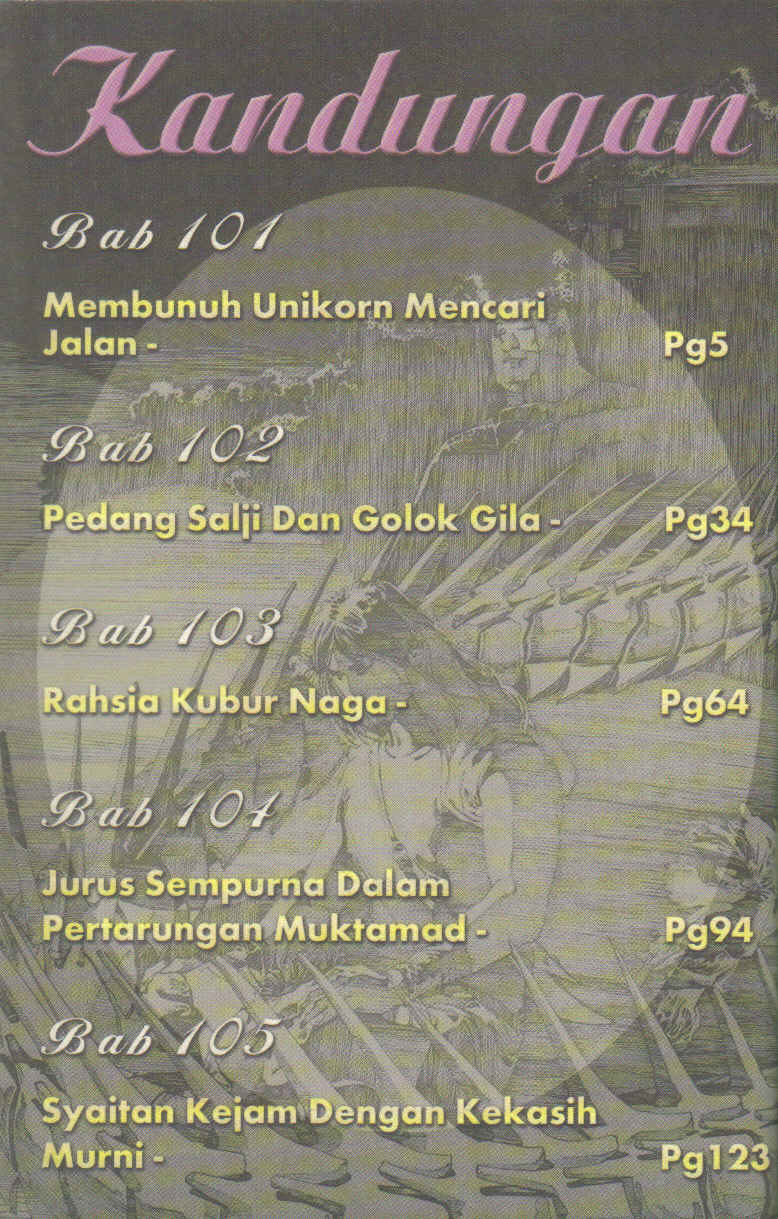 Kandungan
Bab 101
Membunuh Unikorn Mencari
Jalan - Pg5
Bab 102
Pedang Salji Dan Golok Gila - Pg34
Bab 103
Rahsia Kubur Naga - Pg64
Bab 104
Jurus Sempurna Dalam
Pertarungan Muktamad - Pg94
Bab 105
Syaitan Kejam Dengan Kekasih
Murni - Pg123